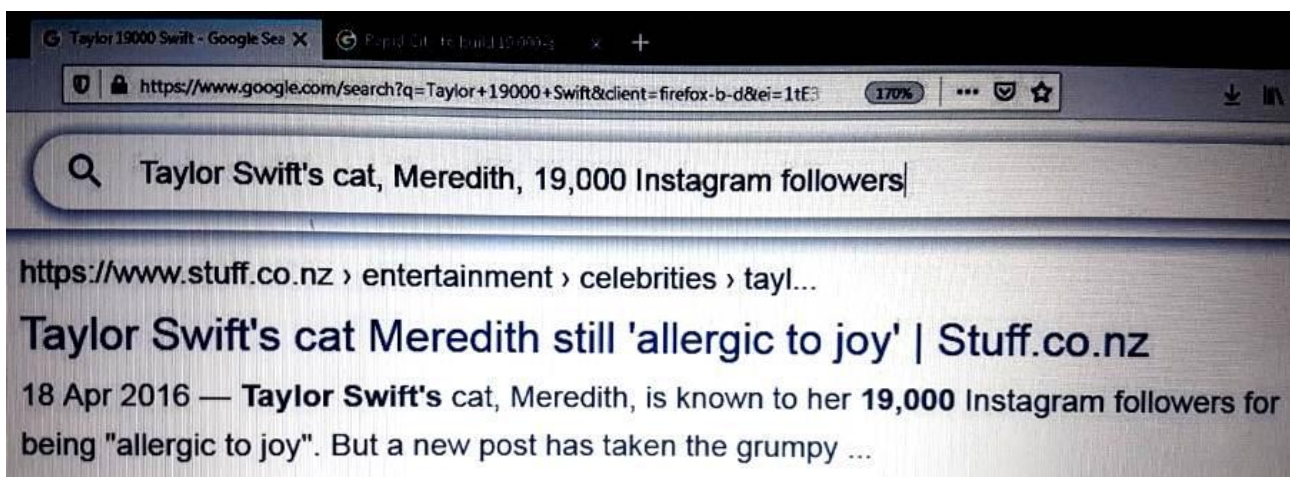 Taylor 19000 Swift - Google Sea
https://www.google.com/search?q=Taylor+19000+Swift&client=firefox-b-d&ei=1tE3
170%
Taylor Swift's cat, Meredith, 19,000 Instagram followers
https://www.stuff.co.nz › entertainment › celebrities › tayl...
Taylor Swift's cat Meredith still 'allergic to joy' | Stuff.co.nz
18 Apr 2016 — Taylor Swift's cat, Meredith, is known to her 19,000 Instagram followers for
being "allergic to joy". But a new post has taken the grumpy ...